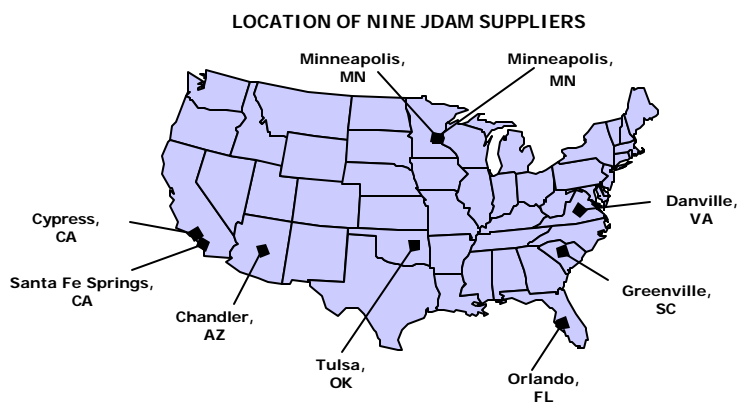 LOCATION OF NINE JDAM SUPPLIERS
Minneapolis,
MN
Minneapolis,
MN
Danville,
VA
Cypress,
CA
Santa Fe Springs,
CA
Chandler,
AZ
Tulsa,
OK
Greenville,
SC
Orlando,
FL